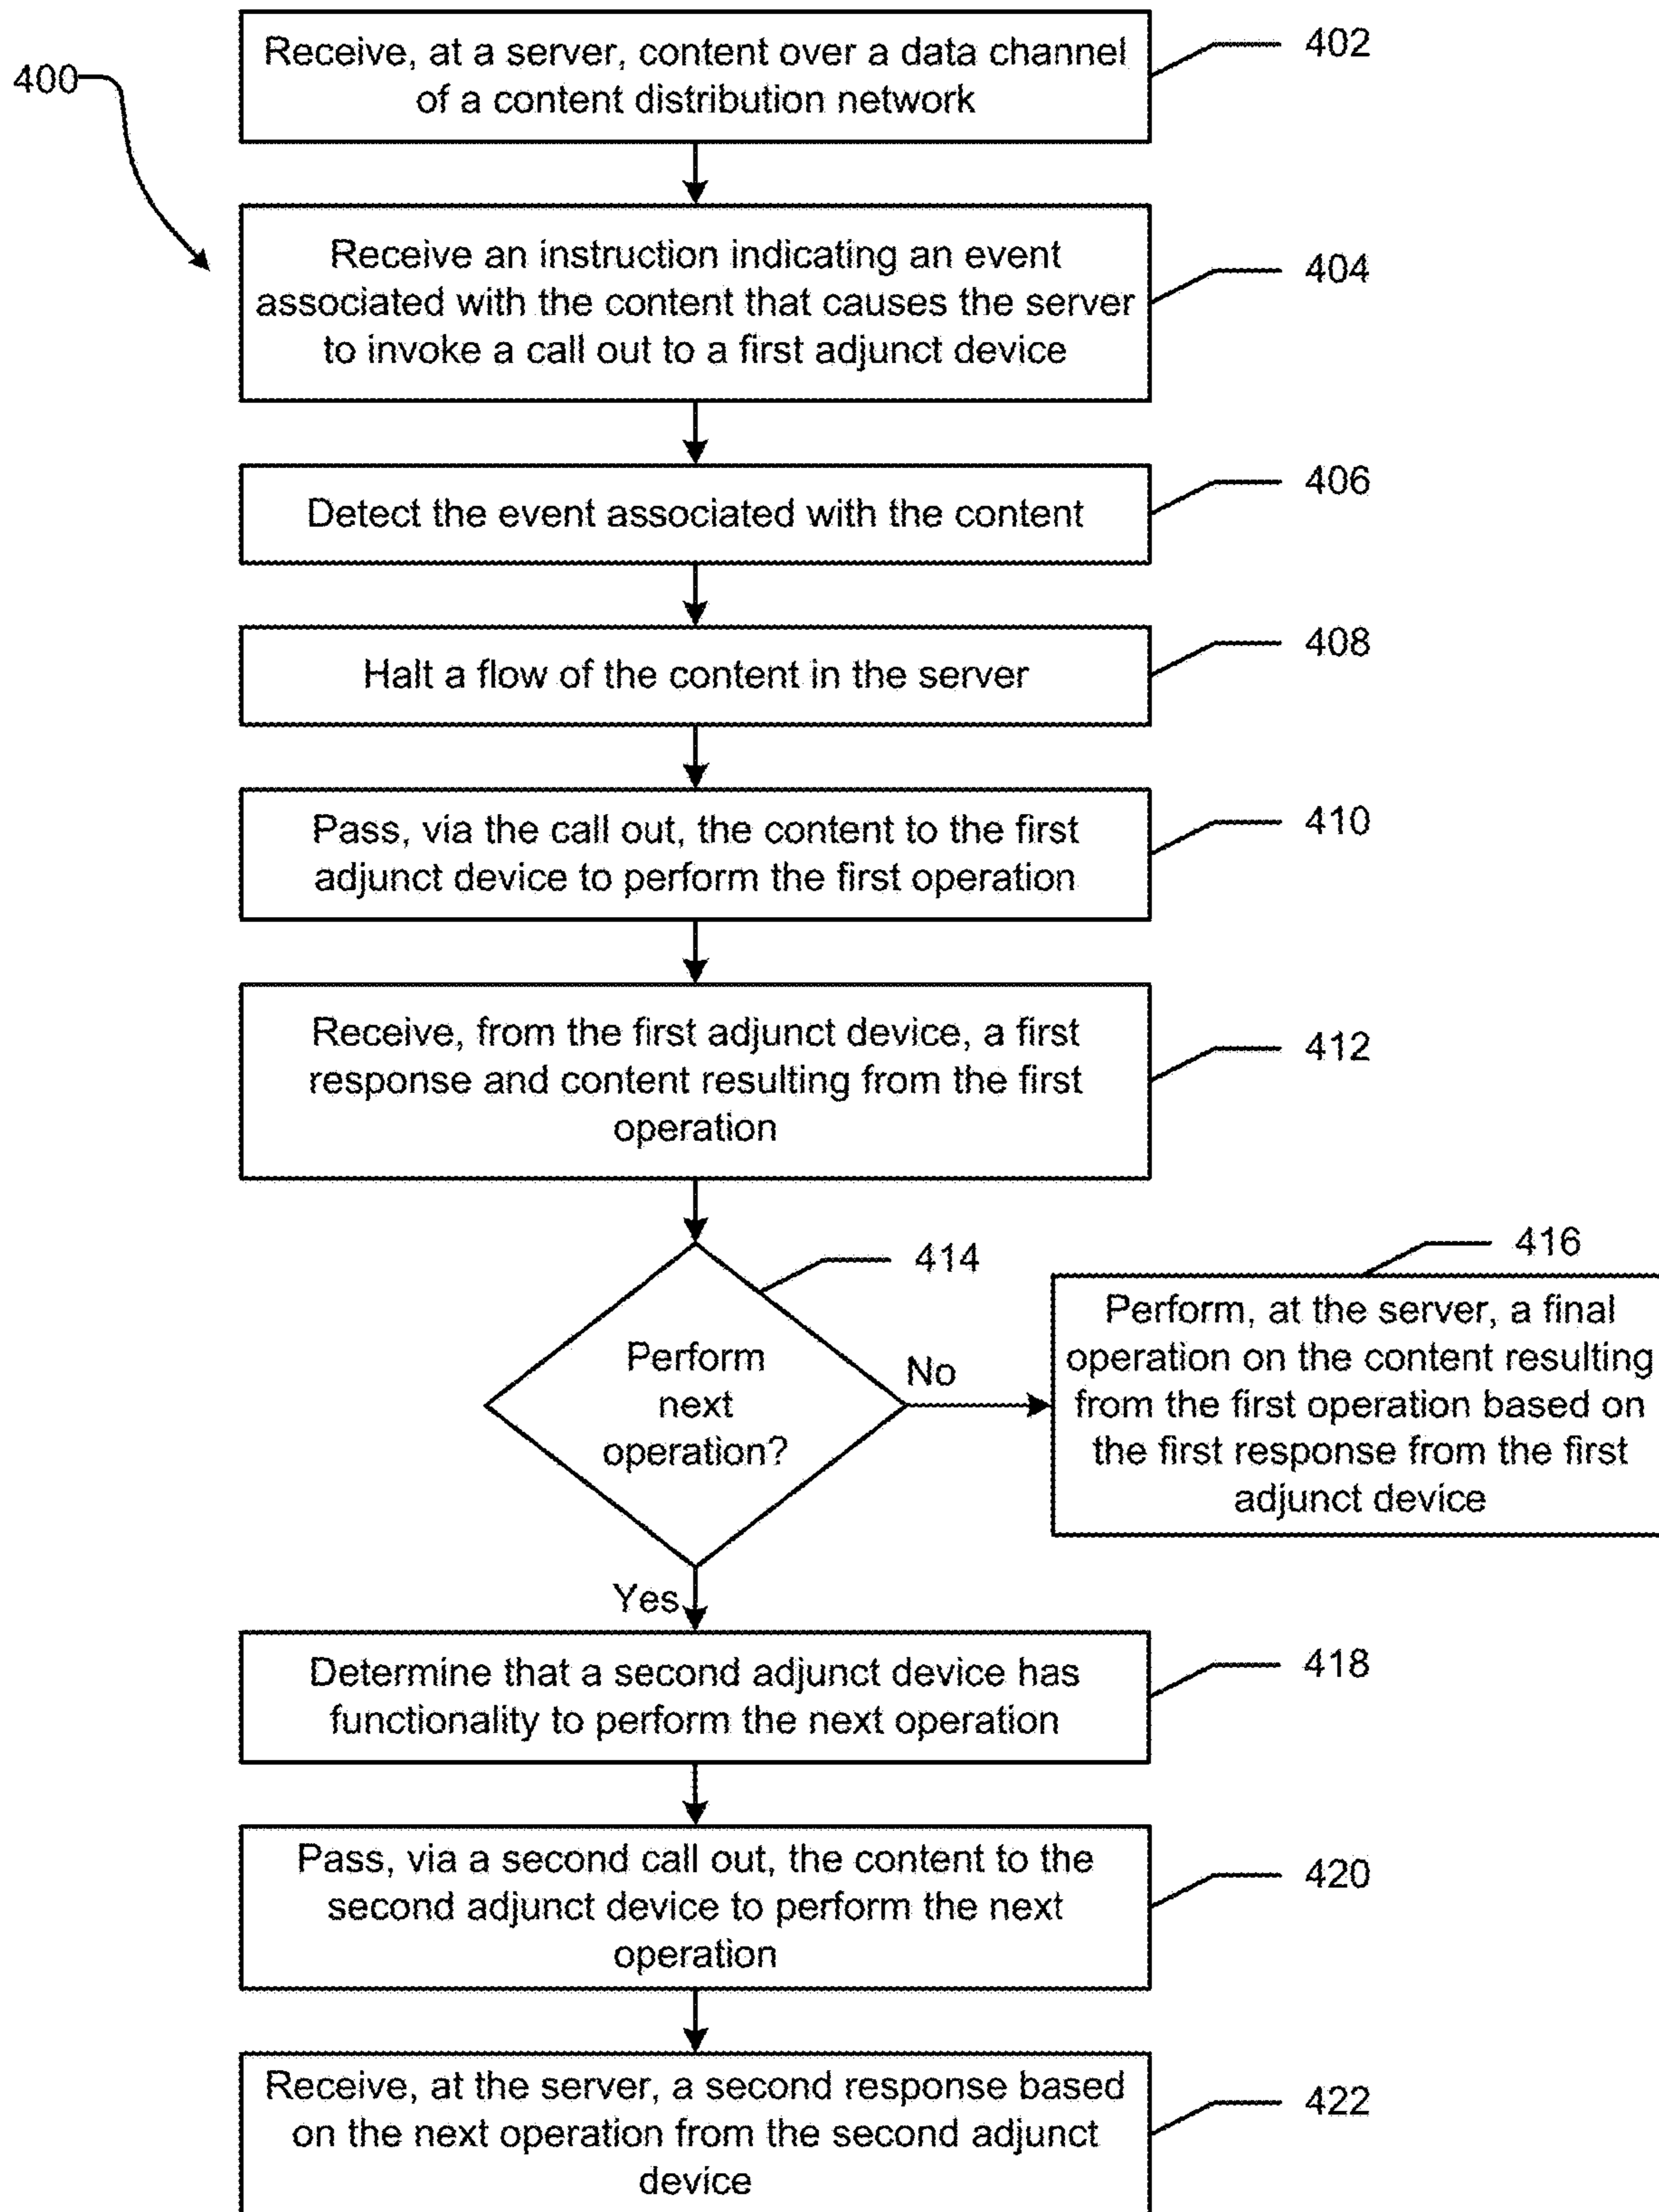 400
Receive, at a server, content over a data channel
of a content distribution network
402
Receive an instruction indicating an event
associated with the content that causes the server
to invoke a call out to a first adjunct device
404
Detect the event associated with the content
406
Halt a flow of the content in the server
408
Pass, via the call out, the content to the first
adjunct device to perform the first operation
410
Receive, from the first adjunct device, a first
response and content resulting from the first
operation
412
Perform
next
operation?
414
No
416
Perform, at the server, a final
operation on the content resulting
from the first operation based on
the first response from the first
adjunct device
Yes
Determine that a second adjunct device has
functionality to perform the next operation
418
Pass, via a second call out, the content to the
second adjunct device to perform the next
operation
420
Receive, at the server, a second response based
on the next operation from the second adjunct
device
422